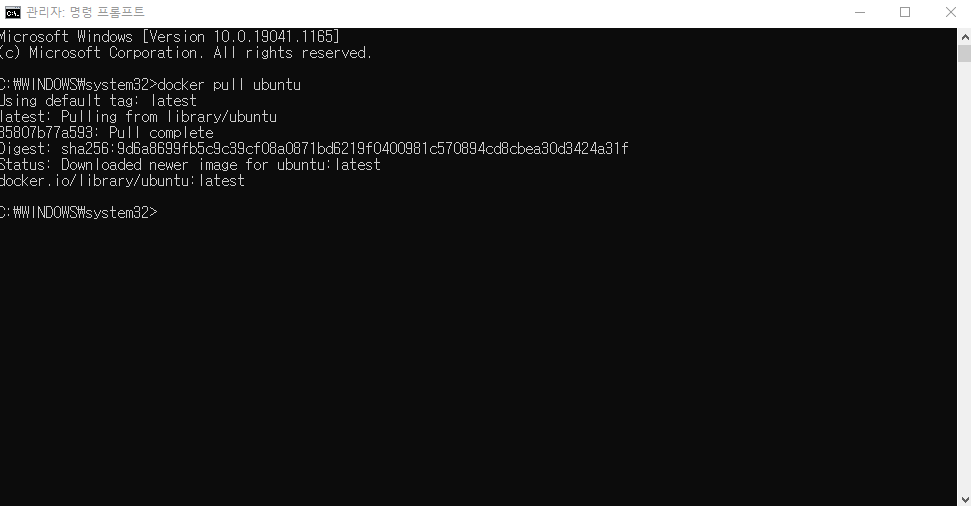 관리자: 명령 프롬프트
Microsoft Windows [Version 10.0.19041.1165]
(c) Microsoft Corporation. All rights reserved.
C:₩WINDOWS₩system32>docker pull ubuntu
Using default tag: latest
latest: Pulling from library/ubuntu
35807b77a593: Pull complete
Digest: sha256:9d6a8699fb5c9c39cf08a0871bd6219f0400981c570894cd8cbea30d3424a31f
Status: Downloaded newer image for ubuntu:latest
docker.io/library/ubuntu:latest
C:₩WINDOWS₩system32>